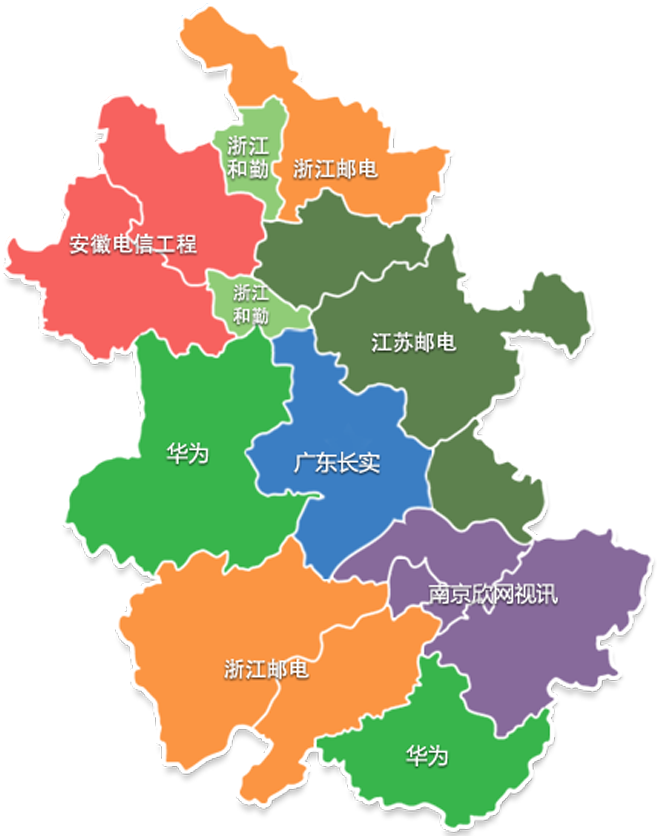 浙江
和勤
浙江邮电
安徽电信工程
浙江
和勤
江苏邮电
华为
广东长实
南京欣网视讯
浙江邮电
华为